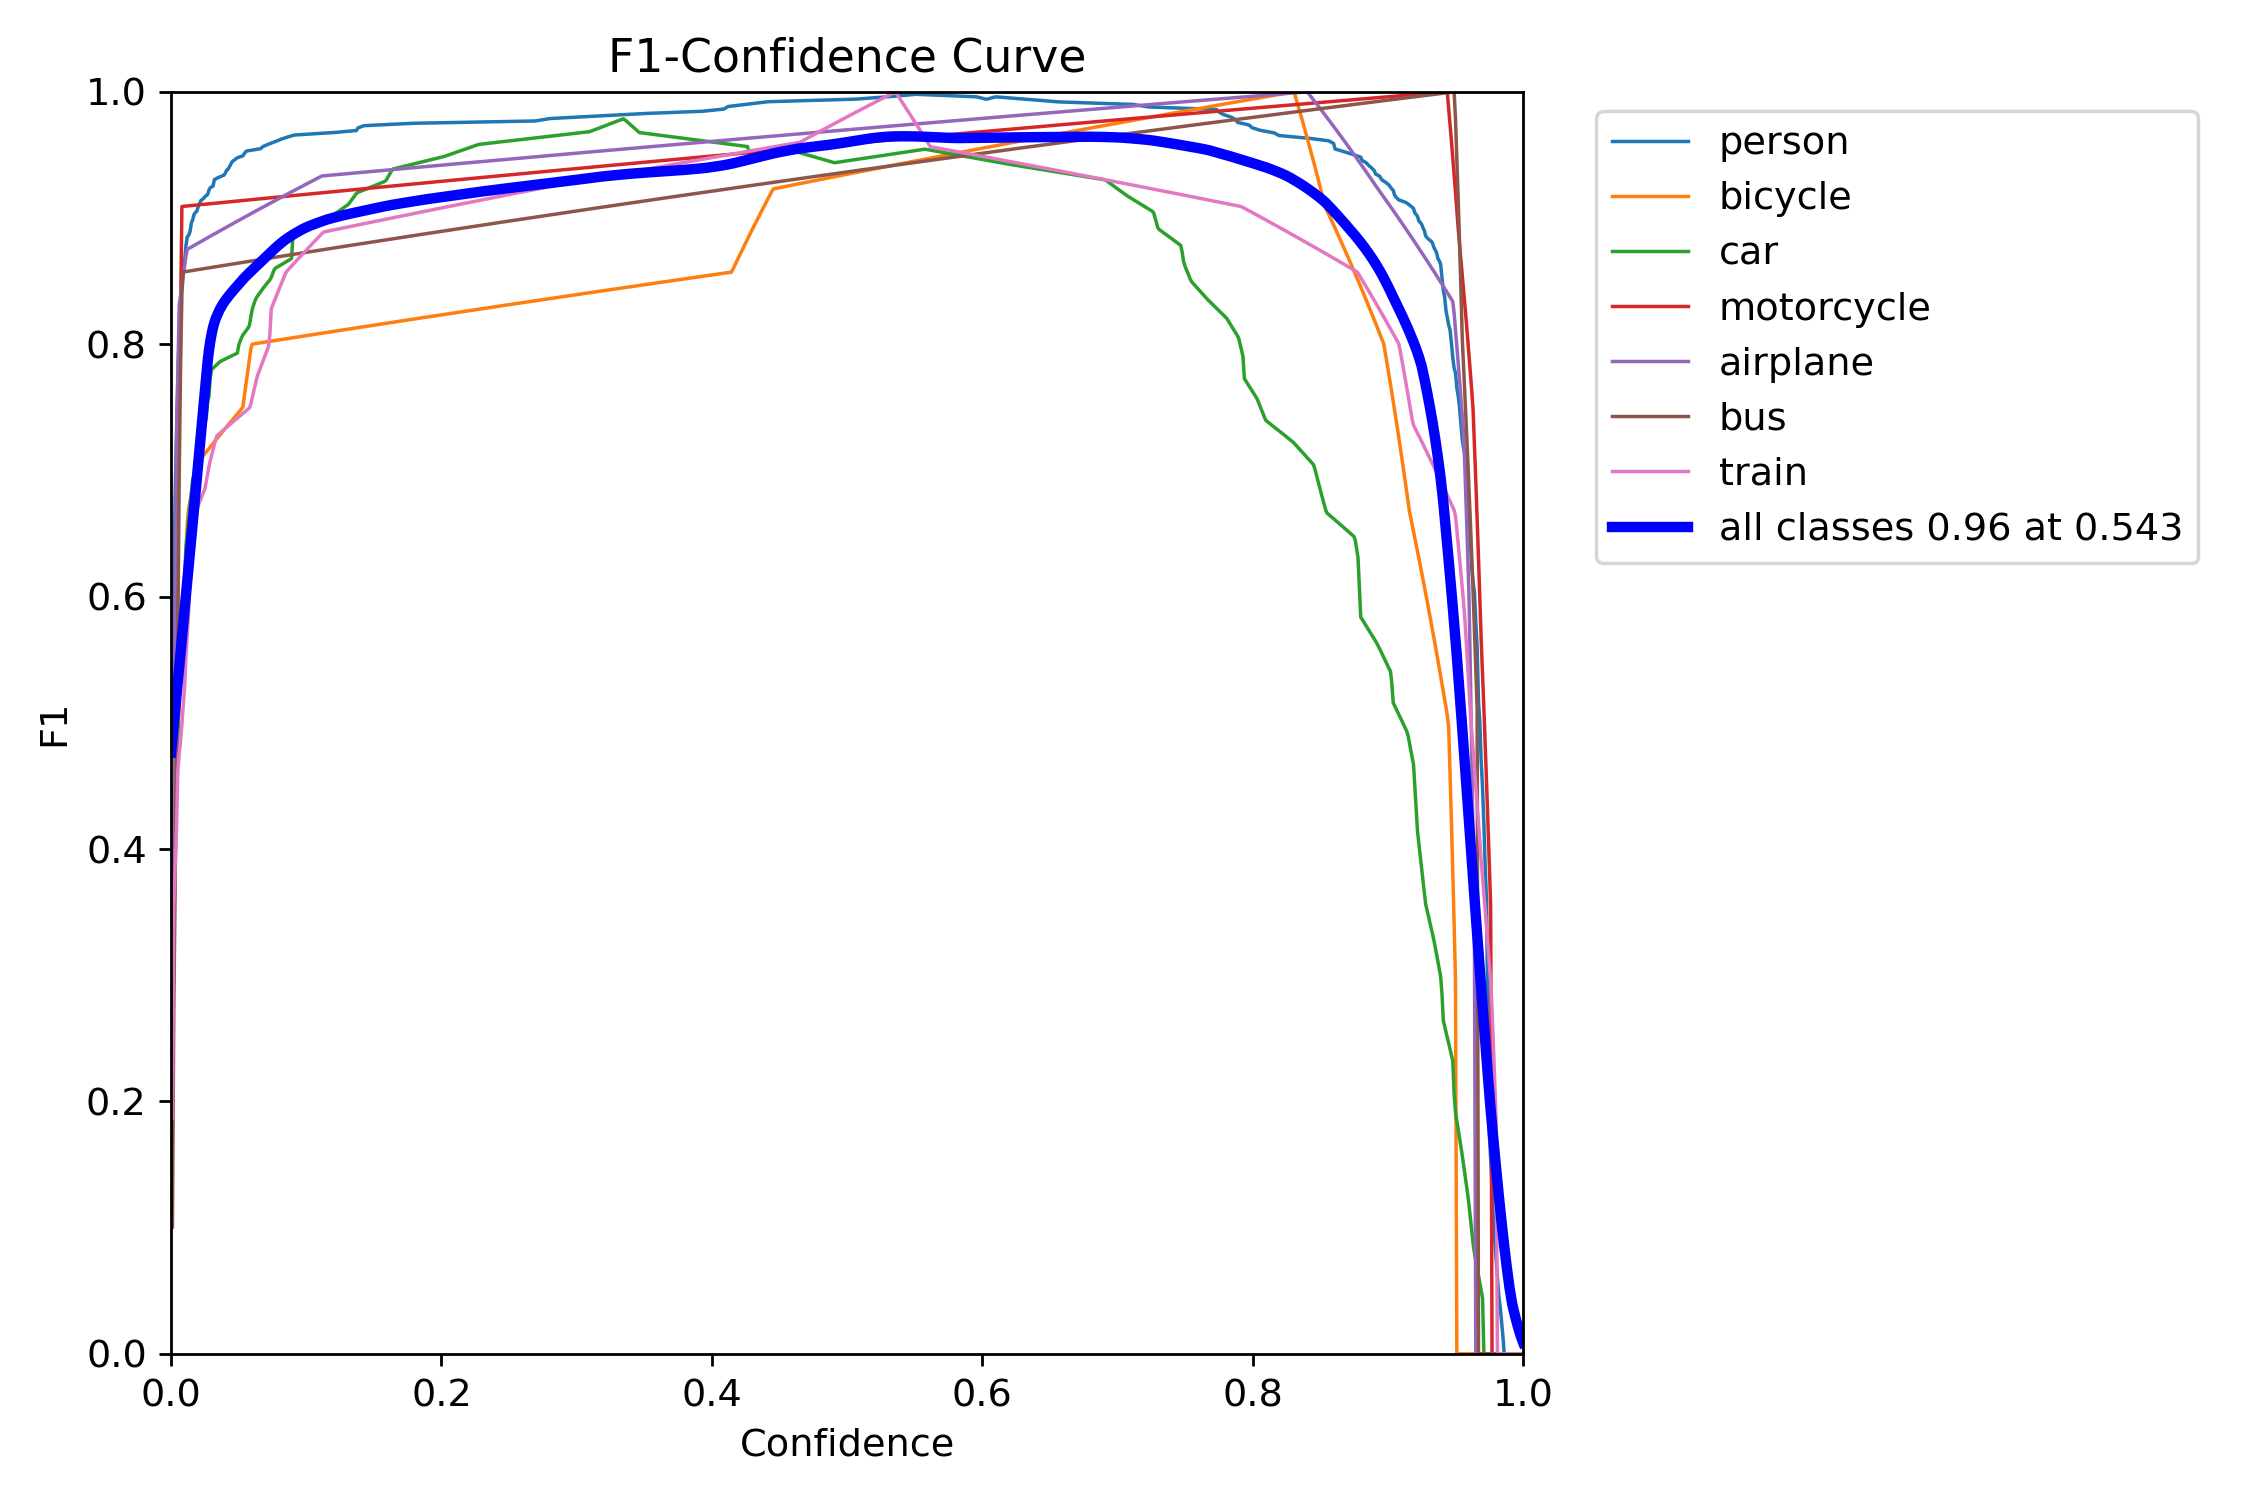 F1-Confidence Curve
1.0
0.8
0.6
0.4
0.2
0.0
F1
0.0 0.2 0.4 0.6 0.8 1.0
Confidence
person
bicycle
car
motorcycle
airplane
bus
train
all classes 0.96 at 0.543